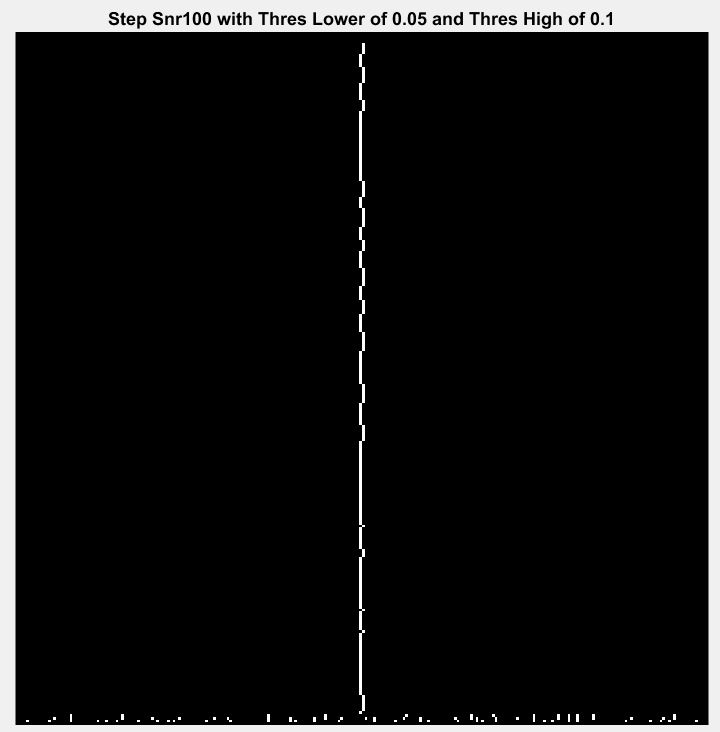 Step Snr100 with Thres Lower of 0.05 and Thres High of 0.1